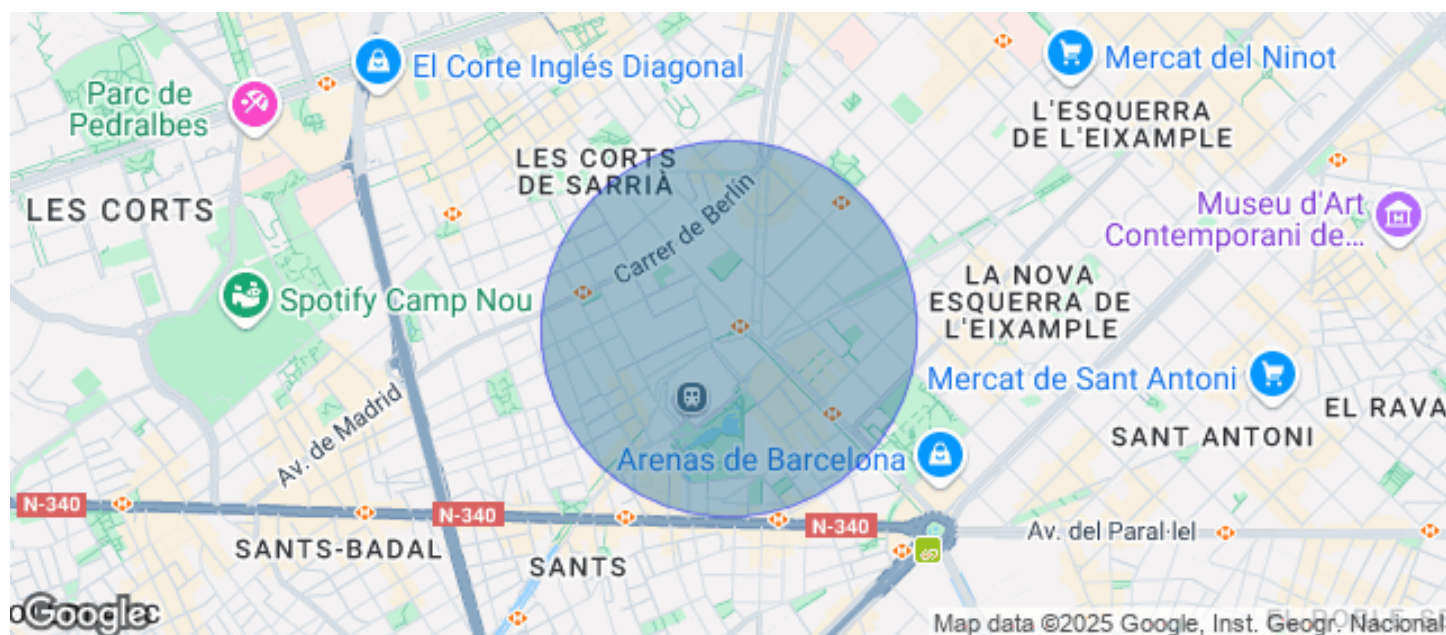 El Corte Inglés Diagonal
Mercat del Ninot
Parc de
Pedralbes
L'ESQUERRA
DE L'EIXAMPLE
LES CORTS
DE SARRIÀ
LES CORTS
Carrer de Berlín
Museu d'Art
Contemporani de...
Spotify Camp Nou
LA NOVA
ESQUERRA DE
L'EIXAMPLE
Mercat de Sant Antoni
Av. de Madrid
EL RAVA
SANT ANTONI
Arenas de Barcelona
N-340
N-340
N-340
Av. del Paral·lel
SANTS-BADAL
SANTS
Google
Map data ©2025 Google, Inst. Geogr. Nacional